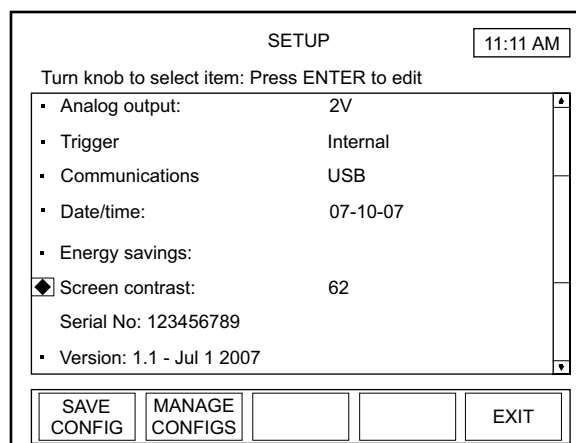 SETUP
11:11 AM
Turn knob to select item: Press ENTER to edit
Analog output: 2V
Trigger Internal
Communications USB
Date/time: 07-10-07
Energy savings:
Screen contrast: 62
Serial No: 123456789
Version: 1.1 - Jul 1 2007
SAVE CONFIG
MANAGE CONFIGS
EXIT